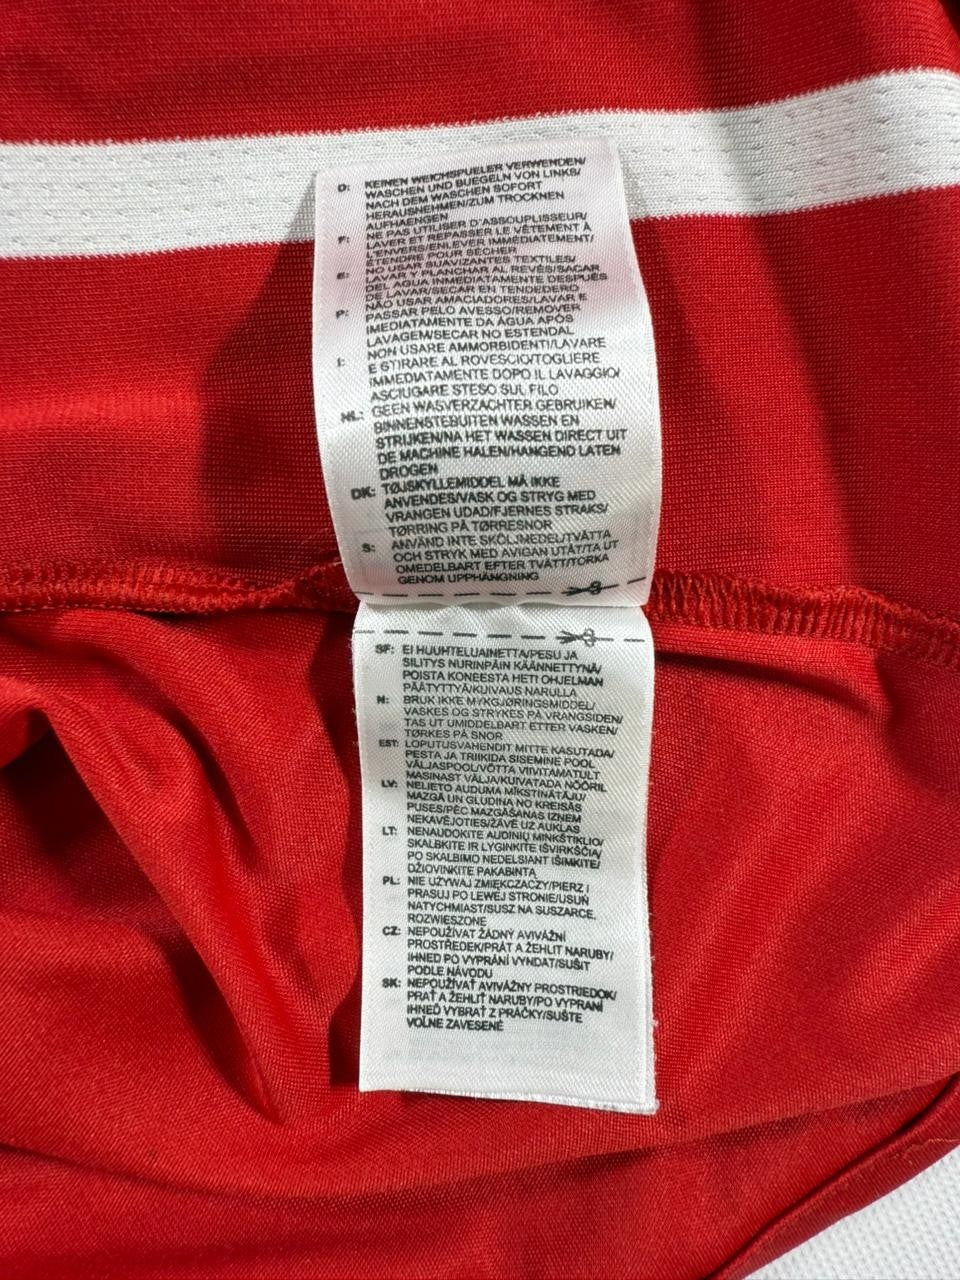 D: KEINEN WEICHSPUELER VERWENDEN/
WASCHEN UND BUEGELN VON LINKS/
NACH DEM WASCHEN SOFORT
HERAUSNEHMEN/ZUM TROCKNEN
AUFHAENGEN
F: NE PAS UTILISER D'ASSOUPLISSEUR/
LAVER ET REPASSER LE VÊTEMENT/
L'ENVERS/ENLEVER IMMÉDIATEMENT/
ÉTENDRE POUR SÉCHER
E: NO USAR SUAVIZANTES TEXTILES/
LAVAR Y PLANCHAR AL REVÉS/SACAR
DEL AGUA INMEDIATAMENTE DESPUÉS
DE LAVAR/SECAR EN TENDEDERO
P: NÃO USAR AMACIADORES/LAVAR E
PASSAR PELO AVESSO/REMOVER
IMEDIATAMENTE DA ÁGUA APÓS
LAVAGEM/SECAR NO ESTENDAL
I: NON USARE AMMORBIDENTI/LAVARE
E STIRARE AL ROVESCIO/TOGLIERE
IMMEDIATAMENTE DOPO IL LAVAGGIO/
ASCIUGARE STESO SUL FILO
NL: GEEN WASVERZACHTER GEBRUIKEN/
BINNENSTEBUITEN WASSEN EN
STRIJKEN/NA HET WASSEN DIRECT UIT
DE MACHINE HALEN/HANGEND LATEN
DROGEN
DK: TØJSKYLLEMIDDEL MÅ IKKE
ANVENDES/VASK OG STRYG MED
VRANGEN UDAD/FJERNES STRAKS/
TØRRING PÅ TØRRESNOR
S: ANVÄND INTE SKÖLJMEDEL/TVÄTTA
OCH STRYK MED AVIGAN UTÅT/TA UT
OMEDELBART EFTER TVÄTT/TORKA
GENOM UPPHÄNGNING
SF: EI HUUHTELUAINETTA/PESU JA
SILITYS NURINPÄIN KÄÄNNETTYNÄ/
POISTA KONEESTA HETI OHJELMAN
PÄÄTYTTYÄ/KUIVAUS NARULLA
N: BRUK IKKE MYKGJØRINGSMIDDEL/
VASKES OG STRYKES PÅ VRANGSIDEN/
TAS UT UMIDDELBART ETTER VASKEN/
TØRKES PÅ SNOR
EST: LOPUTUSVAHENDIT MITTE KASUTADA/
PESTA JA TRIIKIDA SISEMINE POOL
VÄLJASPOOL/VÕTTA VIIVITAMATULT
MASINAST VÄLJA/KUIVATADA NÖÖRIL
LV: NELIETO AUDUMA MĪKSTINĀTĀJU/
MAZGĀ UN GLUDINA NO KREISĀS
PUSES/PĒC MAZGĀŠANAS IZŅEM
NEKAVĒJOTIES/ŽĀVĒ UZ AUKLAS
LT: NENAUDOKITE AUDINIŲ MINKŠTIKLIO/
SKALBKITE IR LYGINKITE IŠVIRKŠČIĄ/
PO SKALBIMO NEDELSIANT IŠIMKITE/
DŽIOVINKITE PAKABINTĄ
PL: NIE UŻYWAJ ZMIĘKCZACZY/PIERZ I
PRASUJ PO LEWEJ STRONIE/USUŃ
NATYCHMIAST/SUSZ NA SUSZARCE,
ROZWIESZONE
CZ: NEPOUŽÍVAT ŽÁDNÝ AVIVÁŽNÍ
PROSTŘEDEK/PRÁT A ŽEHLIT NARUBY/
IHNED PO VYPRÁNÍ VYNDAT/SUŠIT
PODLE NÁVODU
SK: NEPOUŽÍVAŤ AVIVÁŽNY PROSTRIEDOK/
PRAŤ A ŽEHLIŤ NARUBY/PO VYPRANÍ
IHNEĎ VYBRAŤ Z PRÁČKY/SUŠTE
VOĽNE ZAVESENÉ